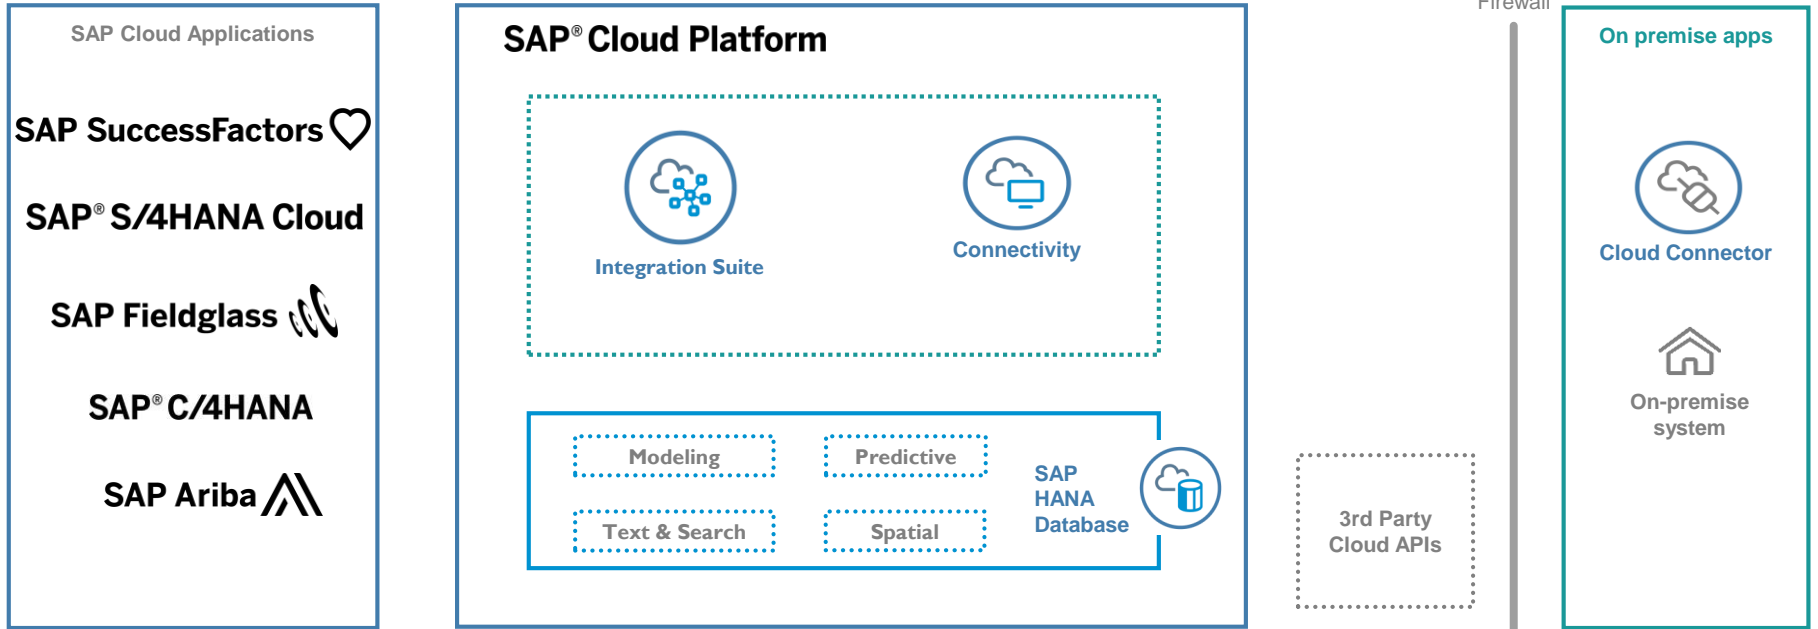 SAP Cloud Applications
SAP SuccessFactors
SAP® S/4HANA Cloud
SAP Fieldglass
SAP® C/4HANA
SAP Ariba
SAP® Cloud Platform
Integration Suite
Connectivity
Modeling
Predictive
Text & Search
Spatial
SAP
HANA
Database
3rd Party
Cloud APIs
Firewall
On premise apps
Cloud Connector
On-premise
system